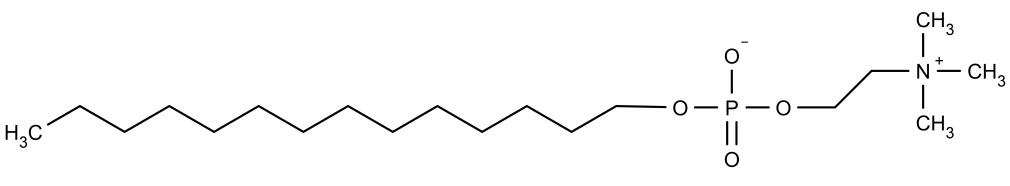 CH3
O−
N+ CH3
H3C O P O
CH3
O